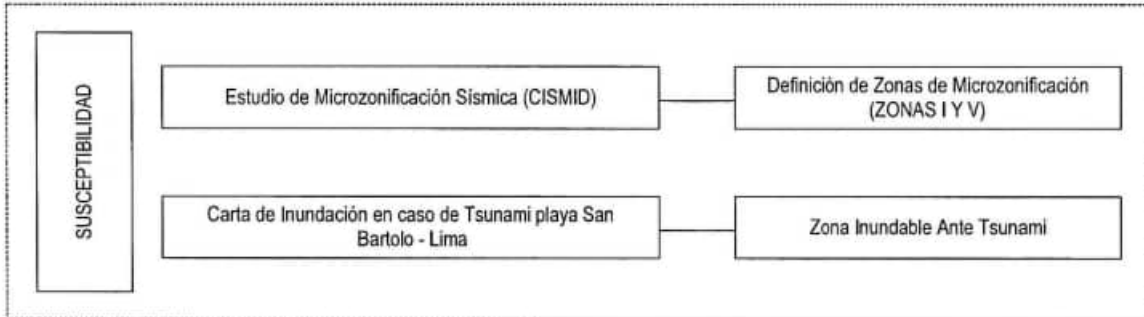 SUSCEPTIBILIDAD
Estudio de Microzonificación Sísmica (CISMID)
Definición de Zonas de Microzonificación
(ZONAS I Y V)
Carta de Inundación en caso de Tsunami playa San
Bartolo - Lima
Zona Inundable Ante Tsunami